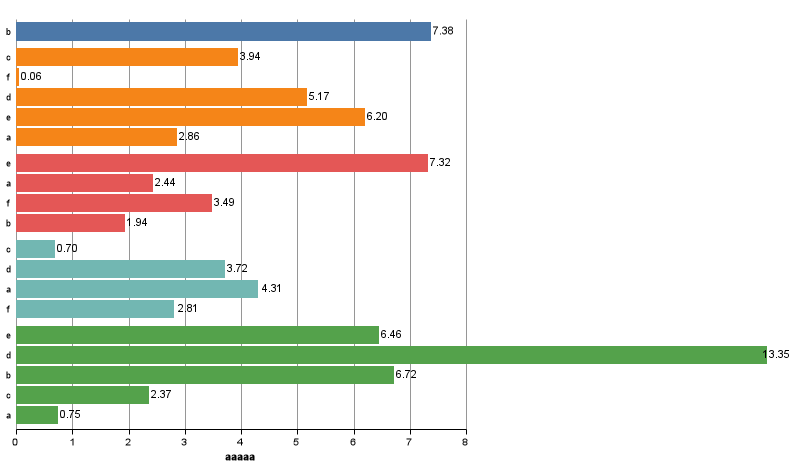 b 7.38
c 3.94
f 0.06
d 5.17
e 6.20
a 2.86
e 7.32
a 2.44
f 3.49
b 1.94
c 0.70
d 3.72
a 4.31
f 2.81
e 6.46
d 13.35
b 6.72
c 2.37
a 0.75
0 1 2 3 4 5 6 7 8
aaaaa